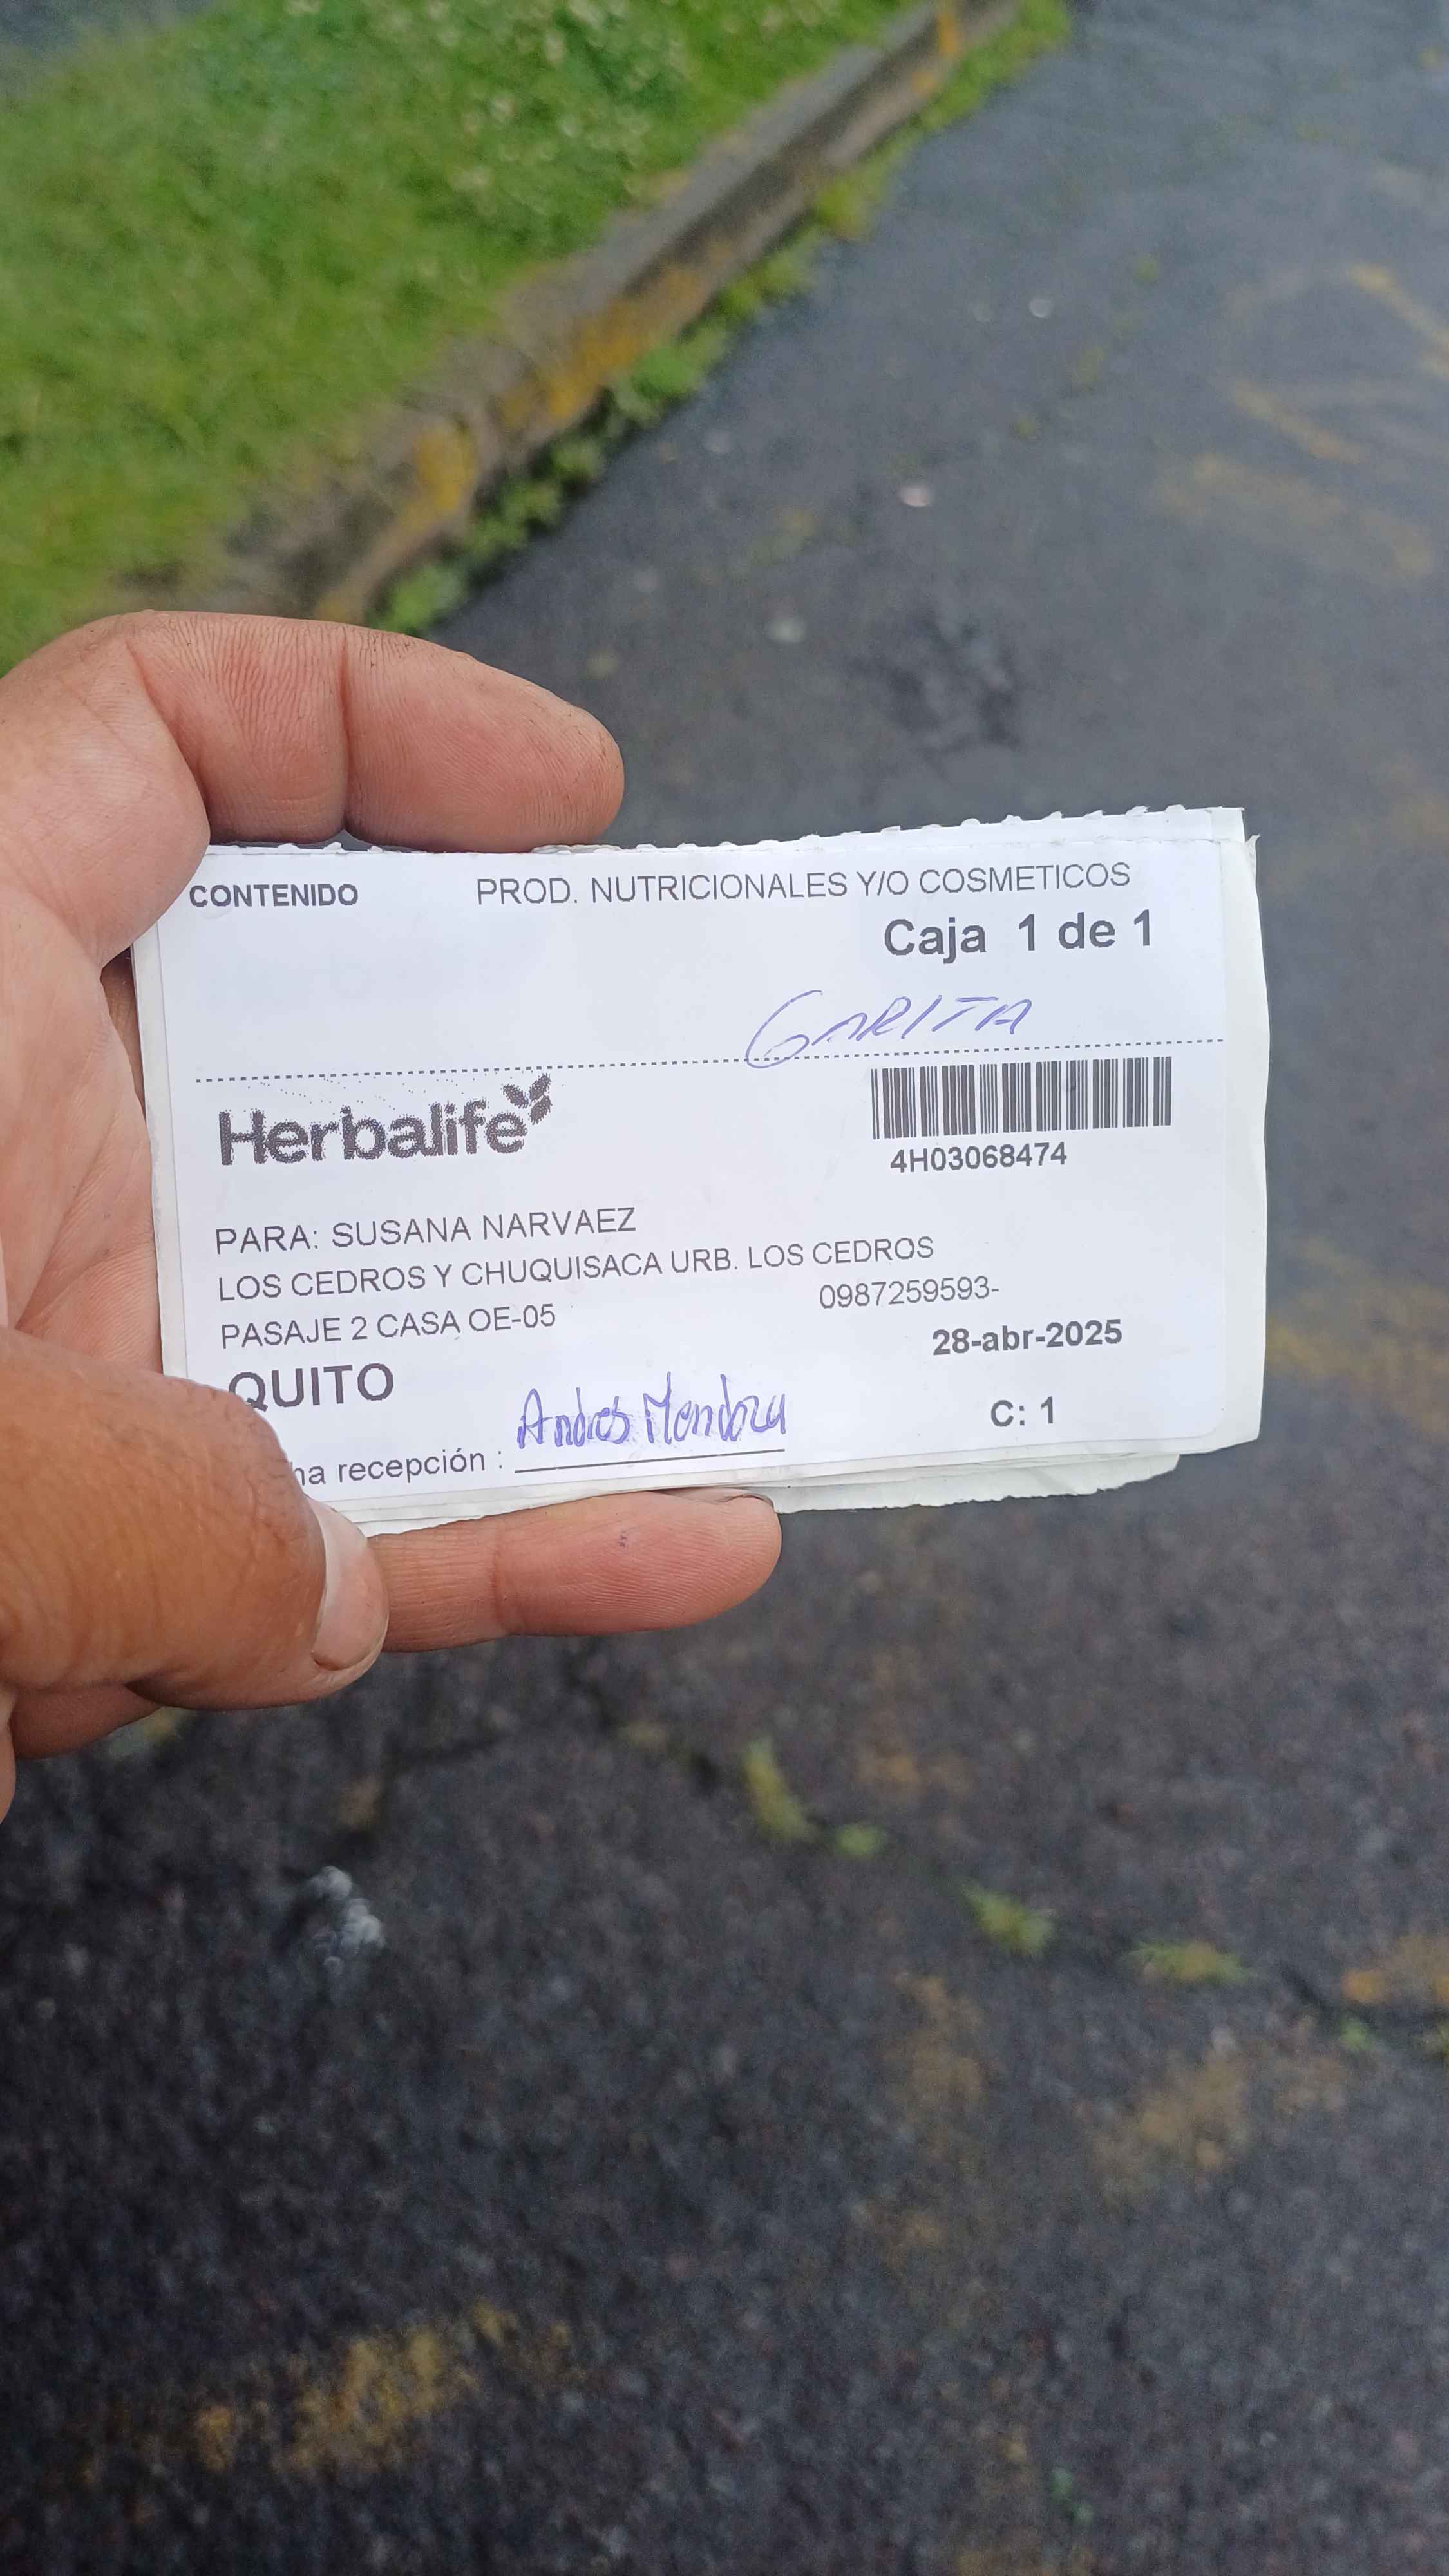 CONTENIDO PROD. NUTRICIONALES Y/O COSMETICOS
Caja 1 de 1
GARITA
Herbalife
4H03068474
PARA: SUSANA NARVAEZ
LOS CEDROS Y CHUQUISACA URB. LOS CEDROS
PASAJE 2 CASA OE-05 0987259593-
28-abr-2025
QUITO
C: 1
ha recepción : Andres Mendoza